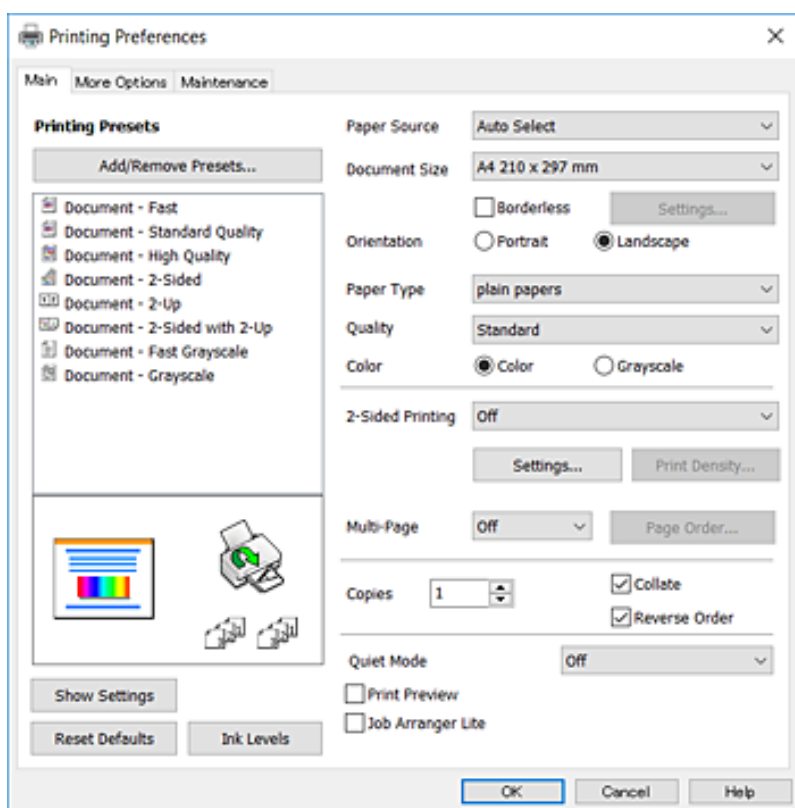 Printing Preferences
Main More Options Maintenance
Printing Presets
Add/Remove Presets...
Document - Fast
Document - Standard Quality
Document - High Quality
Document - 2-Sided
Document - 2-Up
Document - 2-Sided with 2-Up
Document - Fast Grayscale
Document - Grayscale
Show Settings
Reset Defaults Ink Levels
Paper Source Auto Select
Document Size A4 210 x 297 mm
Borderless Settings...
Orientation Portrait Landscape
Paper Type plain papers
Quality Standard
Color Color Grayscale
2-Sided Printing Off
Settings... Print Density...
Multi-Page Off Page Order...
Copies 1 Collate
Reverse Order
Quiet Mode Off
Print Preview
Job Arranger Lite
OK Cancel Help